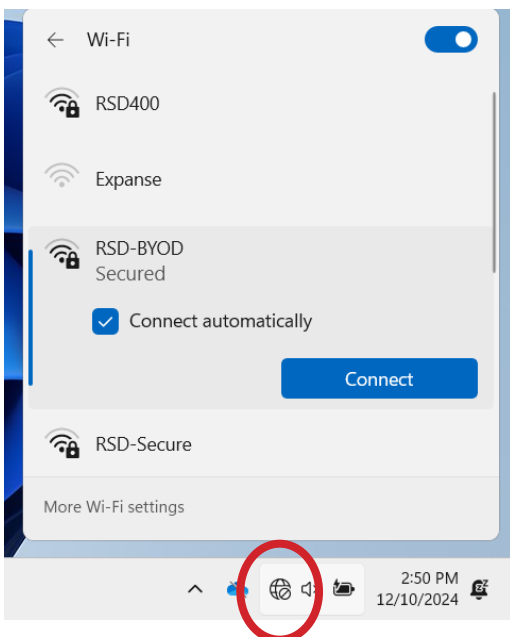 Wi-Fi
RSD400
Expanse
RSD-BYOD
Secured
Connect automatically
Connect
RSD-Secure
More Wi-Fi settings
2:50 PM
12/10/2024